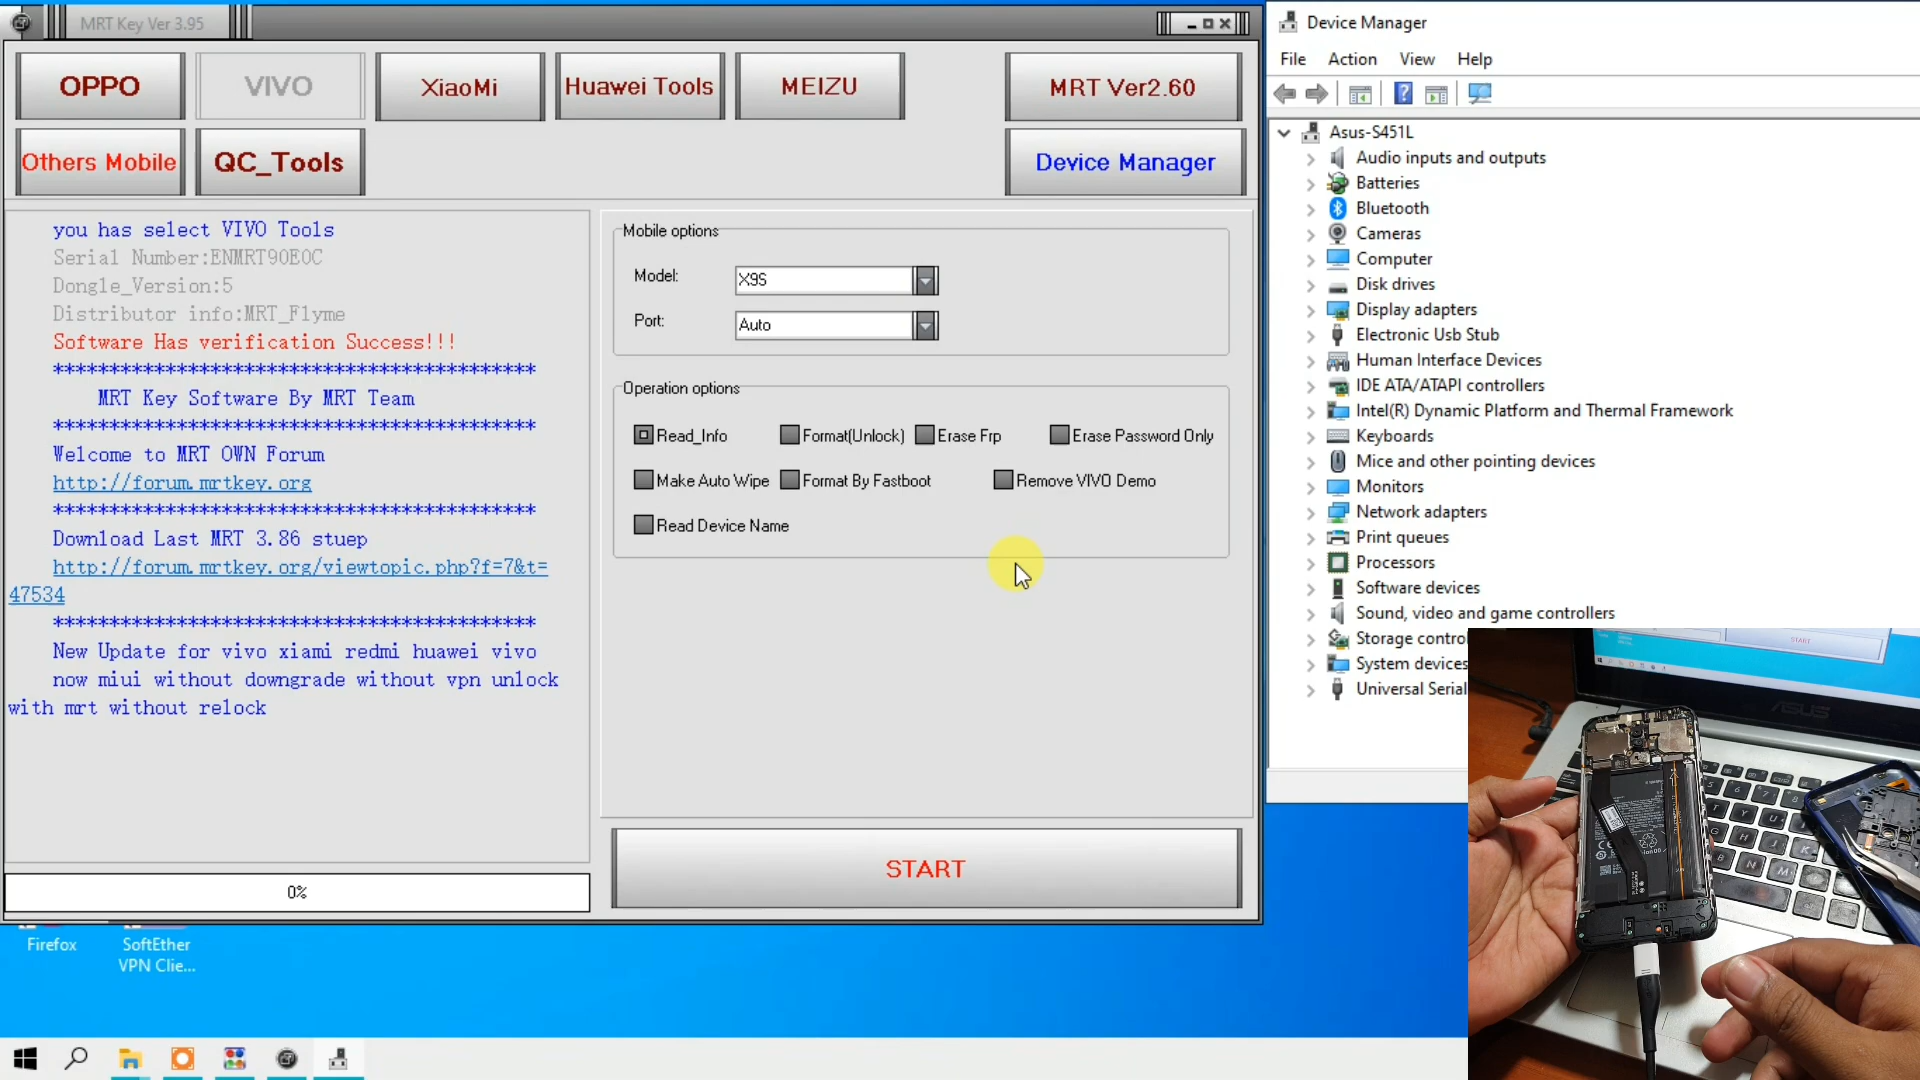 MRT Key Ver 3.95
OPPO
VIVO
XiaoMi
Huawei Tools
MEIZU
MRT Ver2.60
Others Mobile
QC_Tools
Device Manager
you has select VIVO Tools
Serial Number:ENMRT90E0C
Dongle_Version:5
Distributor info:MRT_Flyme
Software Has verification Success!!!
*******************************************
MRT Key Software By MRT Team
*******************************************
Welcome to MRT OWN Forum
http://forum.mrtkey.org
*******************************************
Download Last MRT 3.86 stuep
http://forum.mrtkey.org/viewtopic.php?f=7&t=
47534
*******************************************
New Update for vivo xiami redmi huawei vivo
now miui without downgrade without vpn unlock
with mrt without relock
0%
Mobile options
Model:
X9S
Port:
Auto
Operation options
Read_Info
Format(Unlock)
Erase Frp
Erase Password Only
Make Auto Wipe
Format By Fastboot
Remove VIVO Demo
Read Device Name
START
Device Manager
File
Action
View
Help
Asus-S451L
Audio inputs and outputs
Batteries
Bluetooth
Cameras
Computer
Disk drives
Display adapters
Electronic Usb Stub
Human Interface Devices
IDE ATA/ATAPI controllers
Intel(R) Dynamic Platform and Thermal Framework
Keyboards
Mice and other pointing devices
Monitors
Network adapters
Print queues
Processors
Software devices
Sound, video and game controllers
Storage contro
System devices
Universal Serial
START
ASUS
Firefox
SoftEther
VPN Clie...